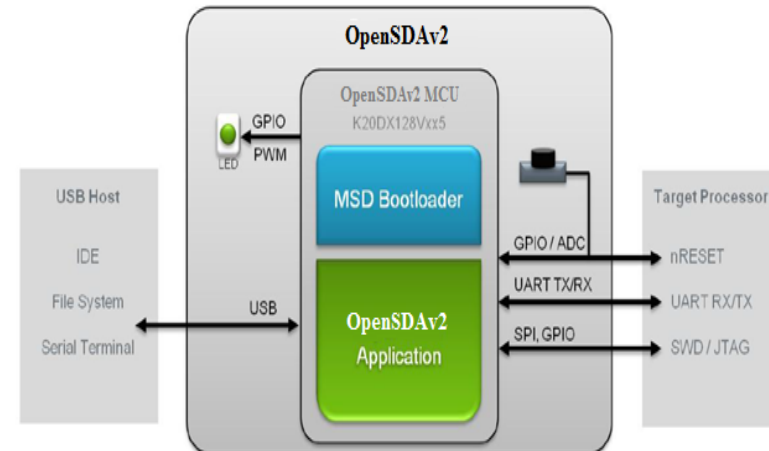 OpenSDAv2
OpenSDAv2 MCU
K20DX128Vxx5
GPIO
PWM
LED
MSD Bootloader
USB Host
IDE
File System
Serial Terminal
USB
OpenSDAv2
Application
GPIO / ADC
UART TX/RX
SPI, GPIO
Target Processor
nRESET
UART RX/TX
SWD / JTAG